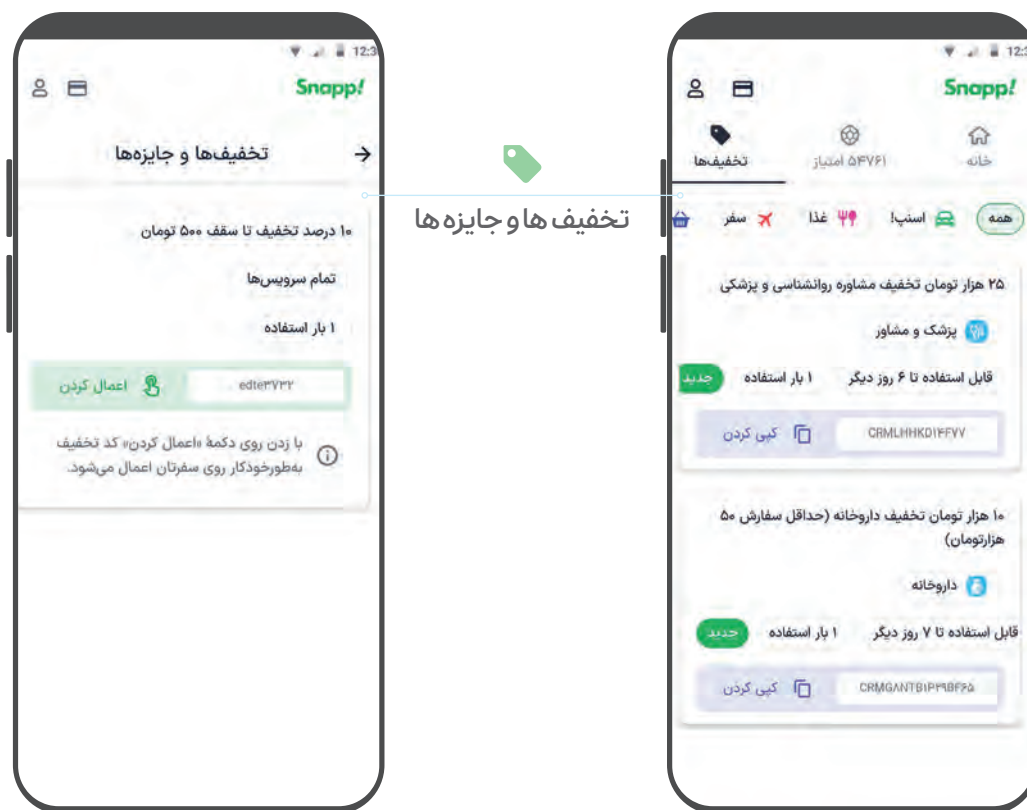 12:3
Snapp!
خانه
۵۴۷۶۱ امتیاز
تخفیف‌ها
همه
اسنپ!
غذا
سفر
۲۵ هزار تومان تخفیف مشاوره روانشناسی و پزشکی
پزشک و مشاور
قابل استفاده تا ۶ روز دیگر ۱ بار استفاده جدید
کپی کردن
۱۰ هزار تومان تخفیف داروخانه (حداقل سفارش ۵۰
هزارتومان)
داروخانه
قابل استفاده تا ۷ روز دیگر ۱ بار استفاده جدید
کپی کردن
تخفیف ها و جایزه ها
12:3
Snapp!
تخفیف‌ها و جایزه‌ها
۱۰ درصد تخفیف تا سقف ۵۰۰ تومان
تمام سرویس‌ها
۱ بار استفاده
edte۳۷۳۲ اعمال کردن
با زدن روی دکمهٔ «اعمال کردن» کد تخفیف
به‌طورخودکار روی سفرتان اعمال می‌شود.